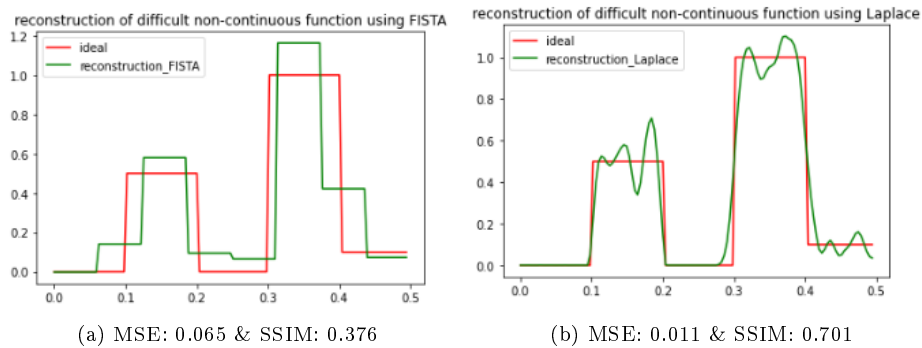 reconstruction of difficult non-continuous function using FISTA
ideal
reconstruction_FISTA
1.2
1.0
0.8
0.6
0.4
0.2
0.0
0.0 0.1 0.2 0.3 0.4 0.5
(a) MSE: 0.065 & SSIM: 0.376
reconstruction of difficult non-continuous function using Laplace
ideal
reconstruction_Laplace
1.0
0.8
0.6
0.4
0.2
0.0
0.0 0.1 0.2 0.3 0.4 0.5
(b) MSE: 0.011 & SSIM: 0.701